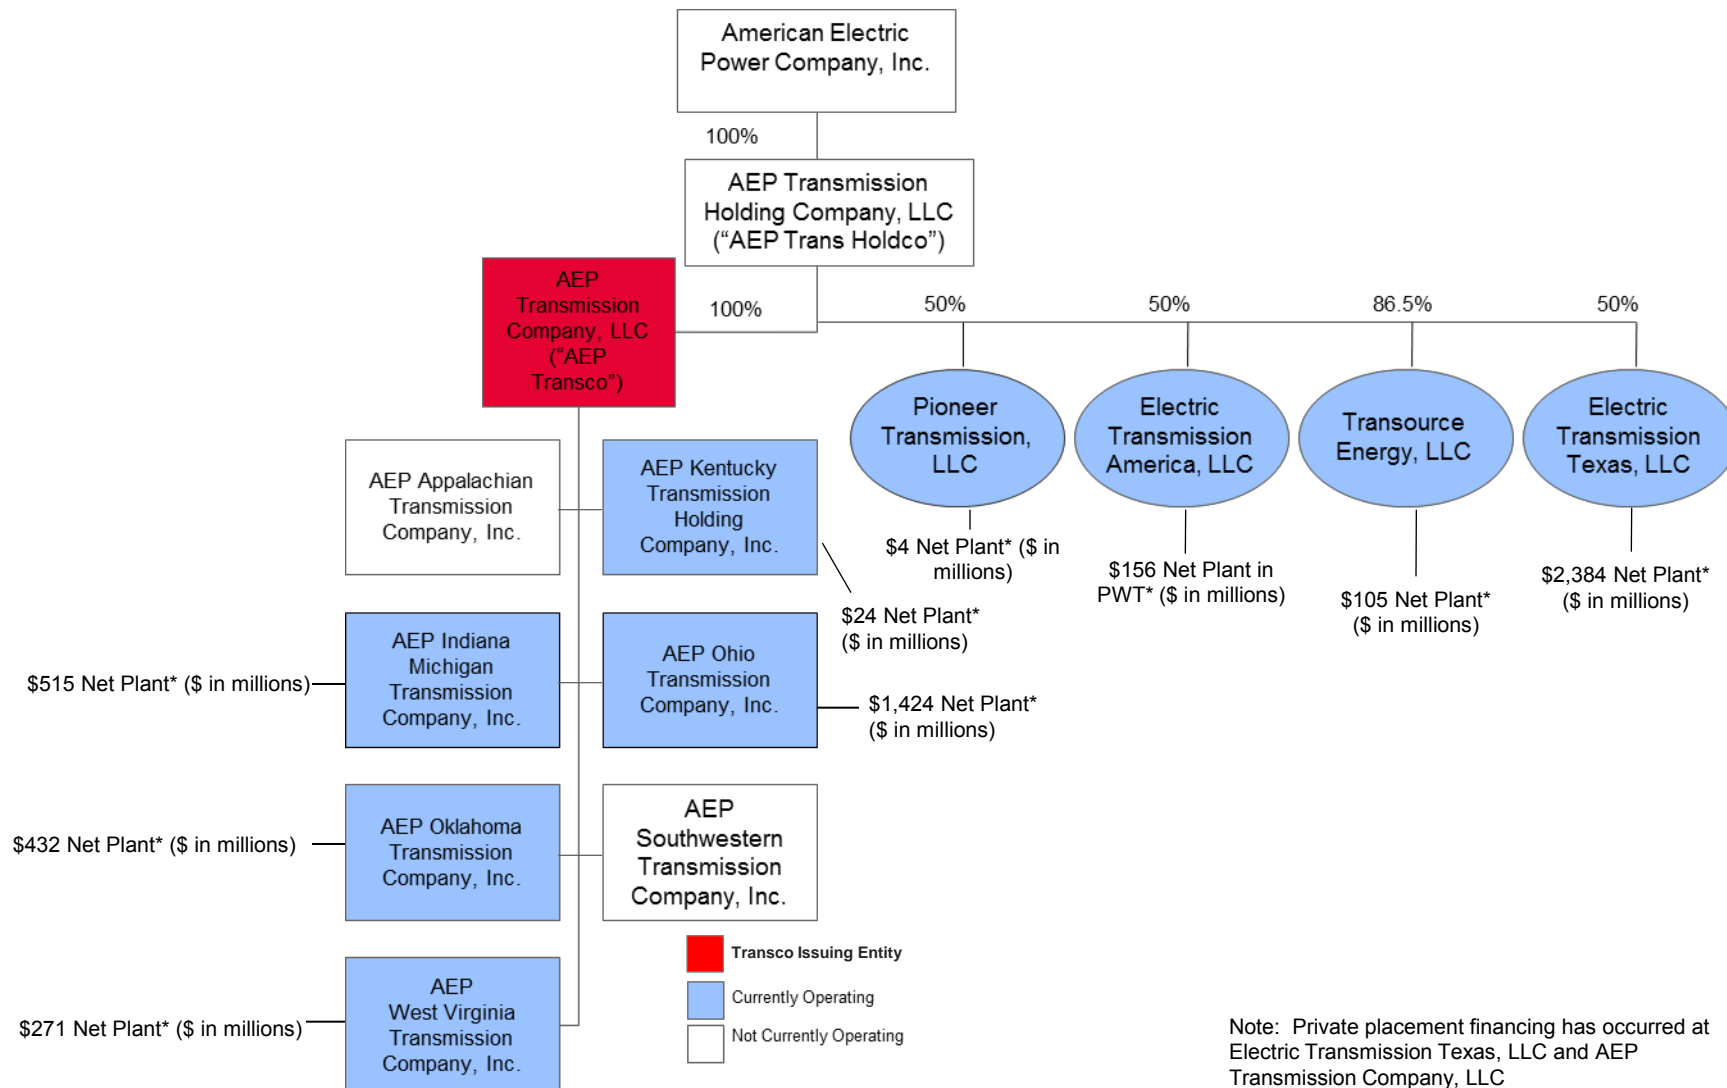 American Electric
Power Company, Inc.
100%
AEP Transmission
Holding Company, LLC
(“AEP Trans Holdco”)
AEP
Transmission
Company, LLC
(“AEP
Transco”)
100%
50%
50%
86.5%
50%
Pioneer
Transmission,
LLC
Electric
Transmission
America, LLC
Transource
Energy, LLC
Electric
Transmission
Texas, LLC
$4 Net Plant* ($ in
millions)
$156 Net Plant in
PWT* ($ in millions)
$105 Net Plant*
($ in millions)
$2,384 Net Plant*
($ in millions)
AEP Appalachian
Transmission
Company, Inc.
AEP Kentucky
Transmission
Holding
Company, Inc.
$24 Net Plant*
($ in millions)
$515 Net Plant* ($ in millions)
AEP Indiana
Michigan
Transmission
Company, Inc.
AEP Ohio
Transmission
Company, Inc.
$1,424 Net Plant*
($ in millions)
$432 Net Plant* ($ in millions)
AEP Oklahoma
Transmission
Company, Inc.
AEP
Southwestern
Transmission
Company, Inc.
$271 Net Plant* ($ in millions)
AEP
West Virginia
Transmission
Company, Inc.
Transco Issuing Entity
Currently Operating
Not Currently Operating
Note: Private placement financing has occurred at
Electric Transmission Texas, LLC and AEP
Transmission Company, LLC